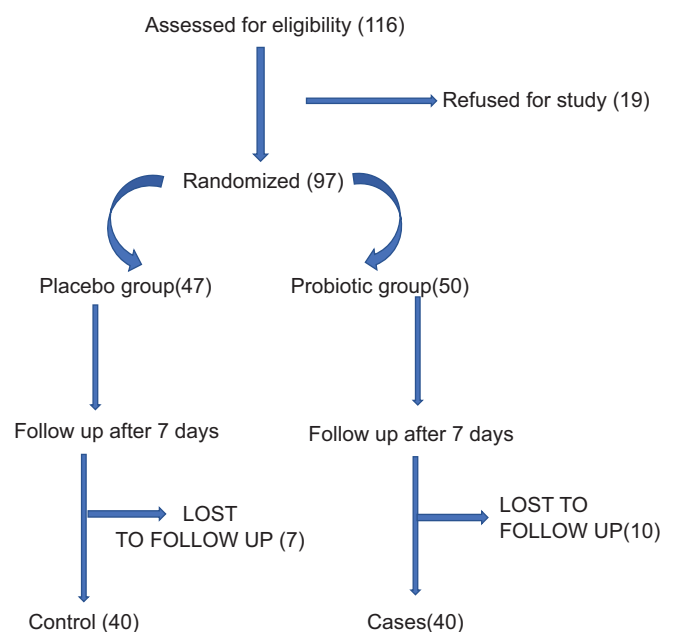 Assessed for eligibility (116)
Refused for study (19)
Randomized (97)
Placebo group(47)
Probiotic group(50)
Follow up after 7 days
Follow up after 7 days
LOST
TO FOLLOW UP (7)
LOST TO
FOLLOW UP(10)
Control (40)
Cases(40)